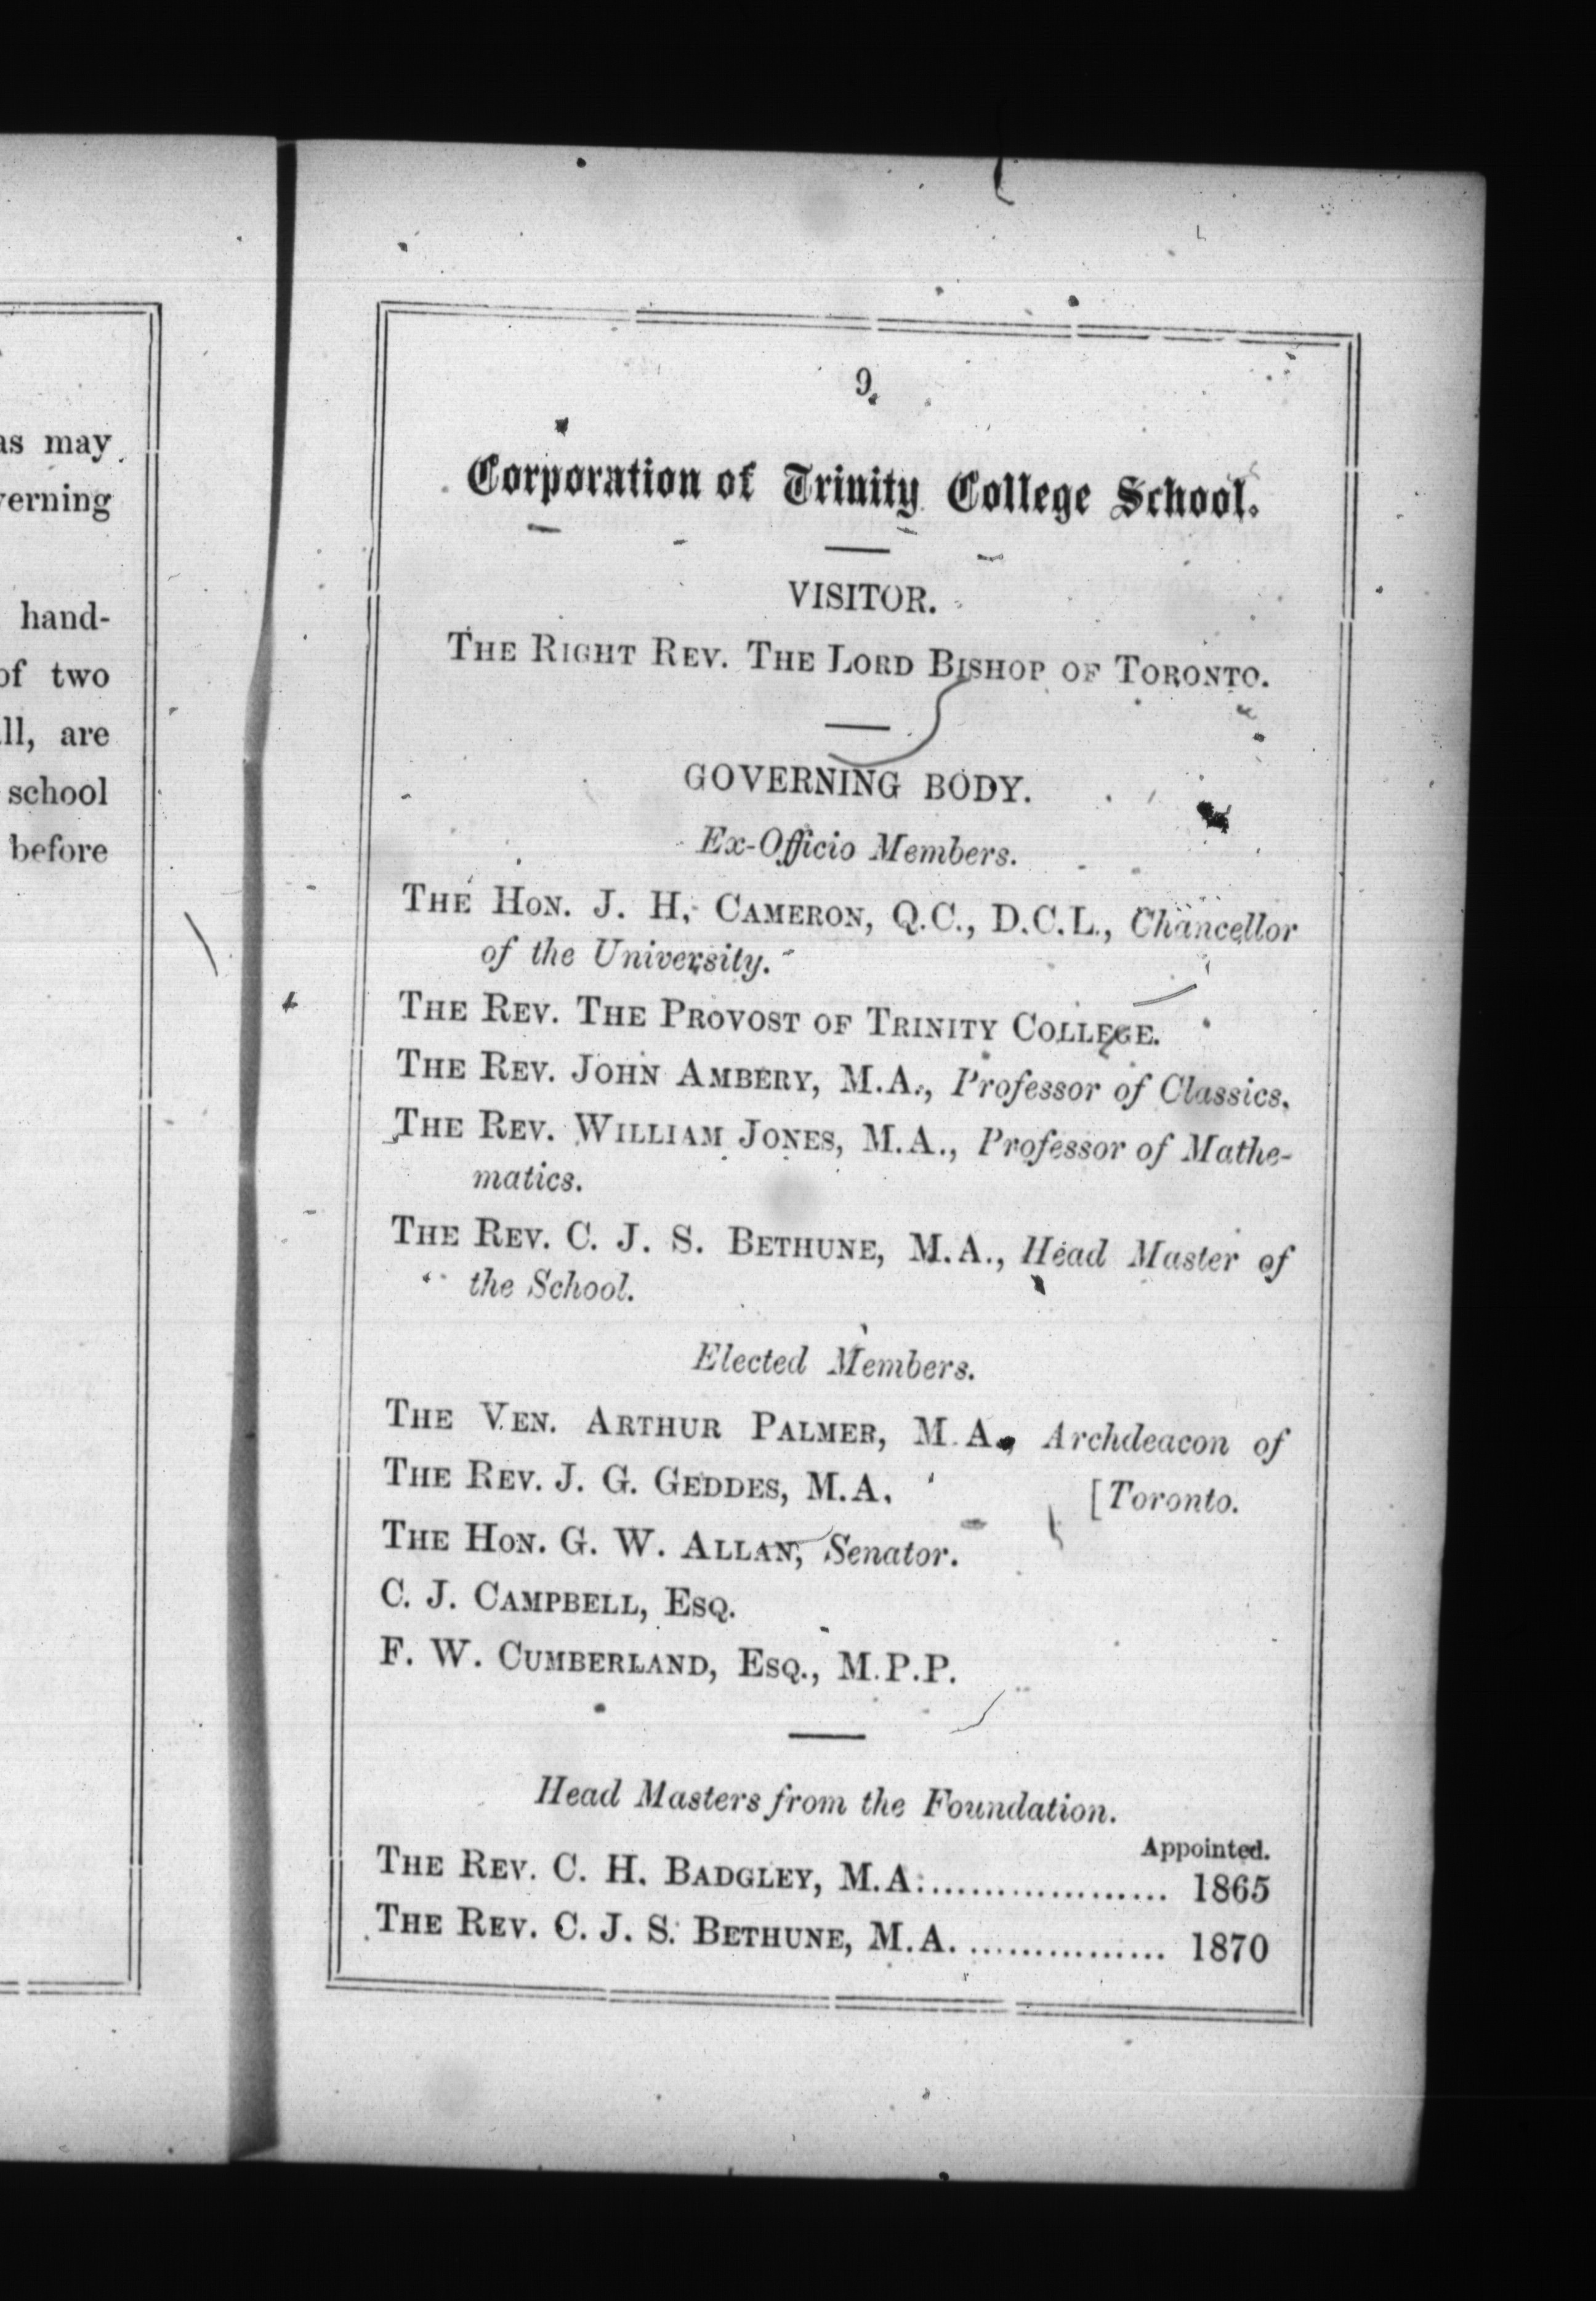 as may
verning
hand-
of two
ll, are
school
before
9
Corporation of Trinity College School.
VISITOR.
THE RIGHT REV. THE LORD BISHOP OF TORONTO.
GOVERNING BODY.
Ex-Officio Members.
THE HON. J. H. CAMERON, Q.C., D.C.L., Chancellor
of the University.
THE REV. THE PROVOST OF TRINITY COLLEGE.
THE REV. JOHN AMBERY, M.A., Professor of Classics.
THE REV. WILLIAM JONES, M.A., Professor of Mathe-
matics.
THE REV. C. J. S. BETHUNE, M.A., Head Master of
the School.
Elected Members.
THE VEN. ARTHUR PALMER, M.A., Archdeacon of
THE REV. J. G. GEDDES, M.A. [Toronto.
THE HON. G. W. ALLAN, Senator.
C. J. CAMPBELL, ESQ.
F. W. CUMBERLAND, ESQ., M.P.P.
Head Masters from the Foundation.
Appointed.
THE REV. C. H. BADGLEY, M.A. .................... 1865
THE REV. C. J. S. BETHUNE, M.A. ................ 1870